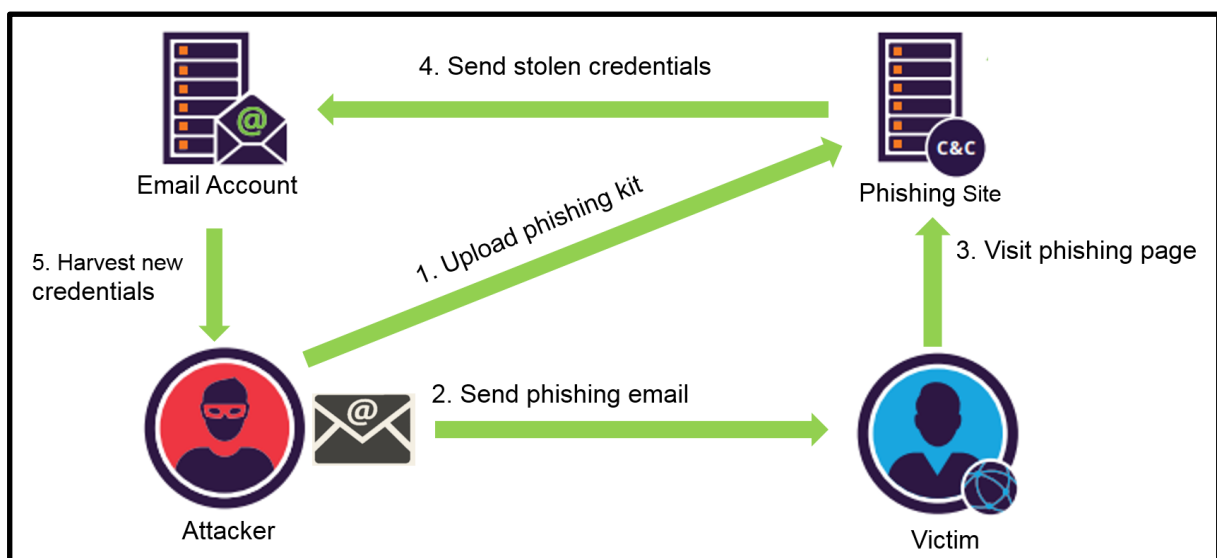 4. Send stolen credentials
@
C&C
Email Account
Phishing Site
1. Upload phishing kit
3. Visit phishing page
5. Harvest new
credentials
@
2. Send phishing email
Attacker
Victim